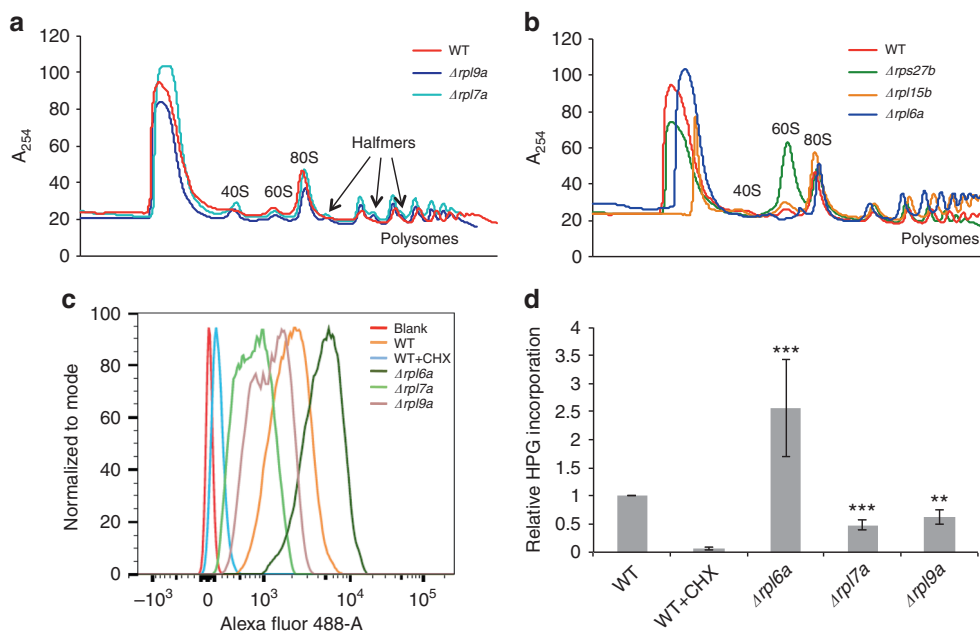 a
120
100
80
60
40
20
0
A254
WT
Δrpl9a
Δrpl7a
40S
60S
80S
Halfmers
Polysomes
b
120
100
80
60
40
20
0
A254
WT
Δrps27b
Δrpl15b
Δrpl6a
40S
60S
80S
Polysomes
c
100
80
60
40
20
0
Normalized to mode
Blank
WT
WT+CHX
Δrpl6a
Δrpl7a
Δrpl9a
−10³ 0 10³ 10⁴ 10⁵
Alexa fluor 488-A
d
4
3.5
3
2.5
2
1.5
1
0.5
0
Relative HPG incorporation
***
***
**
WT
WT+CHX
Δrpl6a
Δrpl7a
Δrpl9a